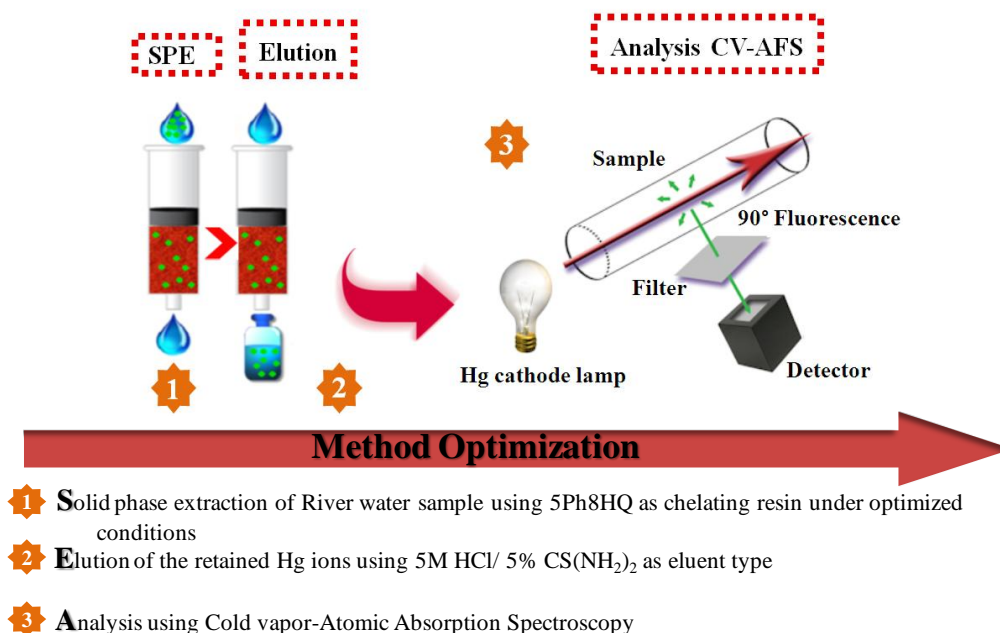 SPE
Elution
Analysis CV-AFS
3
Sample
90° Fluorescence
Filter
Detector
Hg cathode lamp
1
2
Method Optimization
1 Solid phase extraction of River water sample using 5Ph8HQ as chelating resin under optimized
conditions
2 Elution of the retained Hg ions using 5M HCl/ 5% CS(NH₂)₂ as eluent type
3 Analysis using Cold vapor-Atomic Absorption Spectroscopy